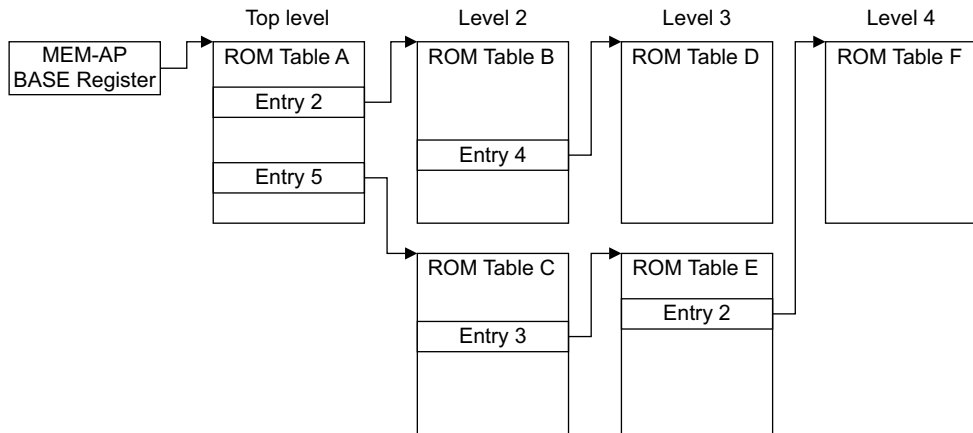 Top level
Level 2
Level 3
Level 4
MEM-AP
BASE Register
ROM Table A
Entry 2
Entry 5
ROM Table B
Entry 4
ROM Table D
ROM Table F
ROM Table C
Entry 3
ROM Table E
Entry 2